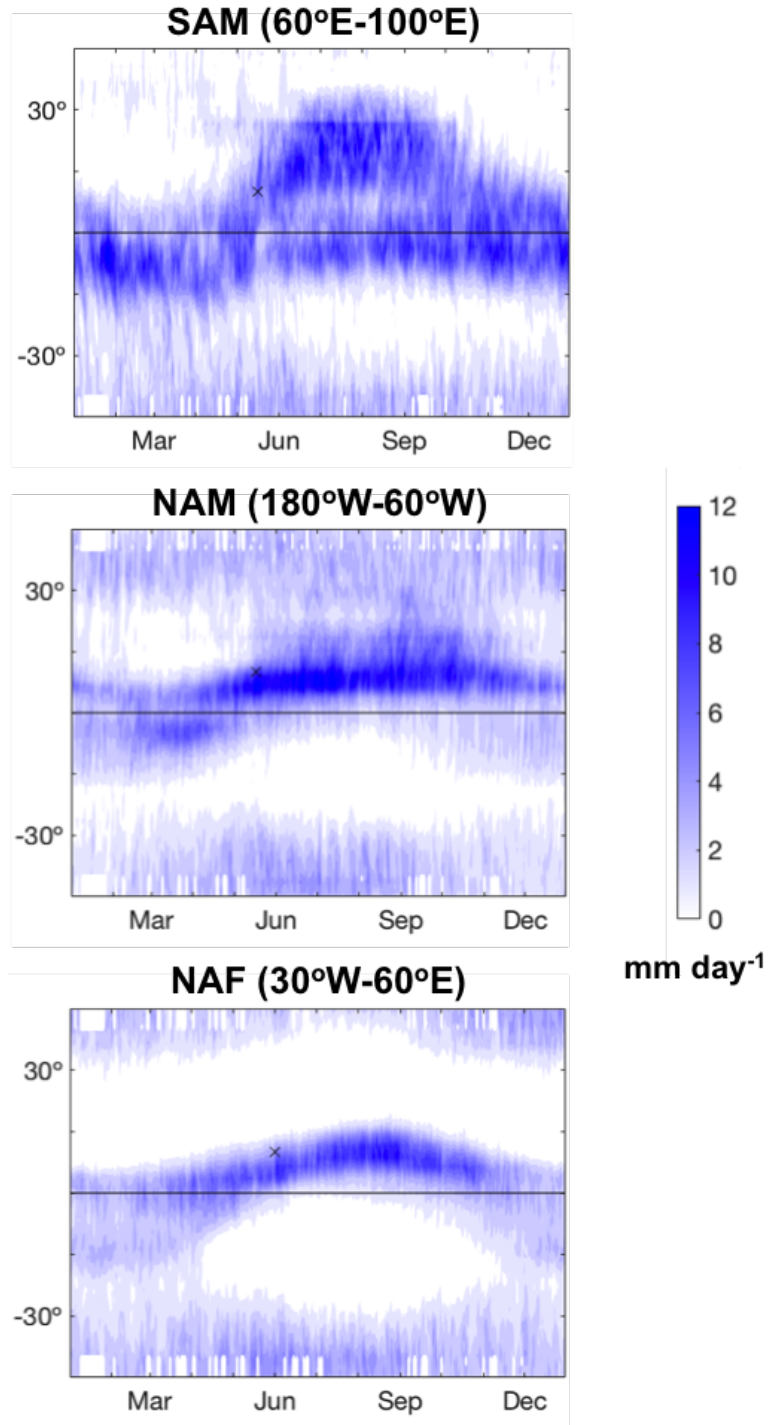 SAM (60ºE-100ºE)
30º
-30º
Mar Jun Sep Dec
NAM (180ºW-60ºW)
30º
-30º
Mar Jun Sep Dec
12
10
8
6
4
2
0
mm day-1
NAF (30ºW-60ºE)
30º
-30º
Mar Jun Sep Dec